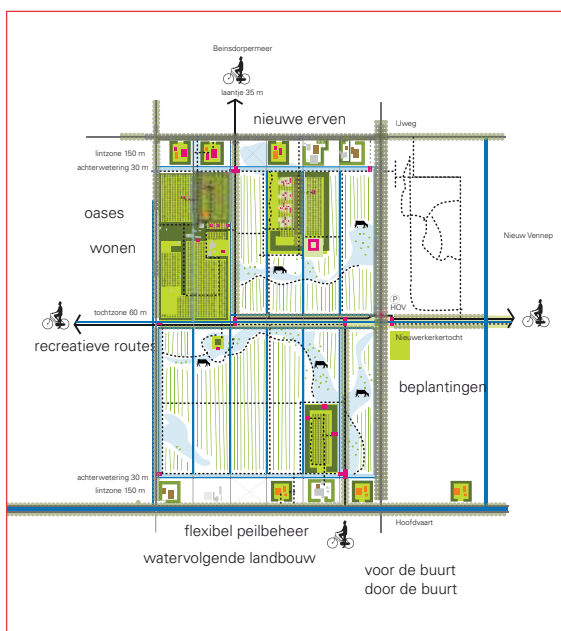 Beinsdorpermeer
laantje 35 m
nieuwe erven
IJweg
lintzone 150 m
achterwetering 30 m
oases
wonen
Nieuw Vennep
P
HOV
tochtzone 60 m
Nieuwerkerkertocht
recreatieve routes
beplantingen
achterwetering 30 m
lintzone 150 m
Hoofdvaart
flexibel peilbeheer
watervolgende landbouw
voor de buurt
door de buurt